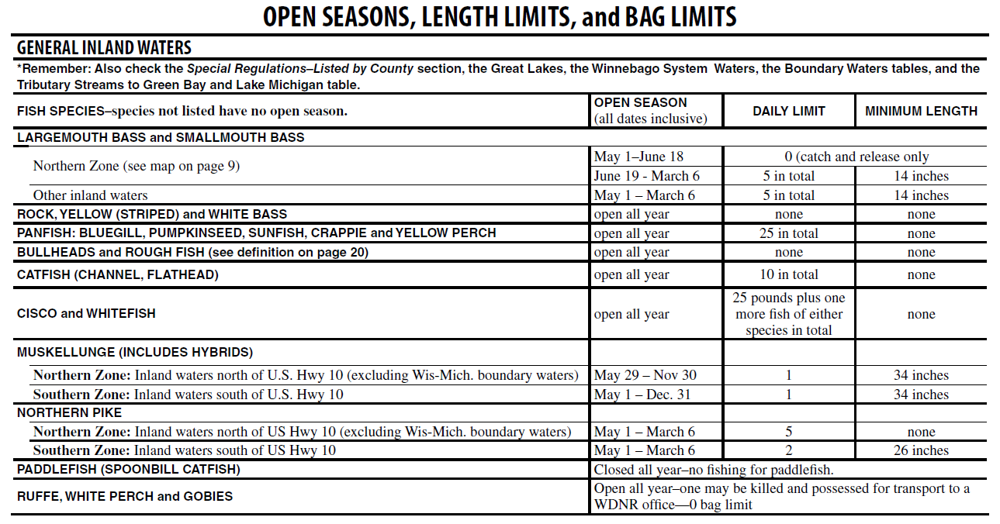 OPEN SEASONS, LENGTH LIMITS, and BAG LIMITS
GENERAL INLAND WATERS
*Remember: Also check the Special Regulations–Listed by County section, the Great Lakes, the Winnebago System Waters, the Boundary Waters tables, and the
Tributary Streams to Green Bay and Lake Michigan table.
FISH SPECIES–species not listed have no open season.
OPEN SEASON
(all dates inclusive)
DAILY LIMIT
MINIMUM LENGTH
LARGEMOUTH BASS and SMALLMOUTH BASS
Northern Zone (see map on page 9)
May 1–June 18
0 (catch and release only
June 19 - March 6
5 in total
14 inches
Other inland waters
May 1 – March 6
5 in total
14 inches
ROCK, YELLOW (STRIPED) and WHITE BASS
open all year
none
none
PANFISH: BLUEGILL, PUMPKINSEED, SUNFISH, CRAPPIE and YELLOW PERCH
open all year
25 in total
none
BULLHEADS and ROUGH FISH (see definition on page 20)
open all year
none
none
CATFISH (CHANNEL, FLATHEAD)
open all year
10 in total
none
CISCO and WHITEFISH
open all year
25 pounds plus one
more fish of either
species in total
none
MUSKELLUNGE (INCLUDES HYBRIDS)
Northern Zone: Inland waters north of U.S. Hwy 10 (excluding Wis-Mich. boundary waters)
May 29 – Nov 30
1
34 inches
Southern Zone: Inland waters south of U.S. Hwy 10
May 1 – Dec. 31
1
34 inches
NORTHERN PIKE
Northern Zone: Inland waters north of US Hwy 10 (excluding Wis-Mich. boundary waters)
May 1 – March 6
5
none
Southern Zone: Inland waters south of US Hwy 10
May 1 – March 6
2
26 inches
PADDLEFISH (SPOONBILL CATFISH)
Closed all year–no fishing for paddlefish.
RUFFE, WHITE PERCH and GOBIES
Open all year–one may be killed and possessed for transport to a
WDNR office—0 bag limit